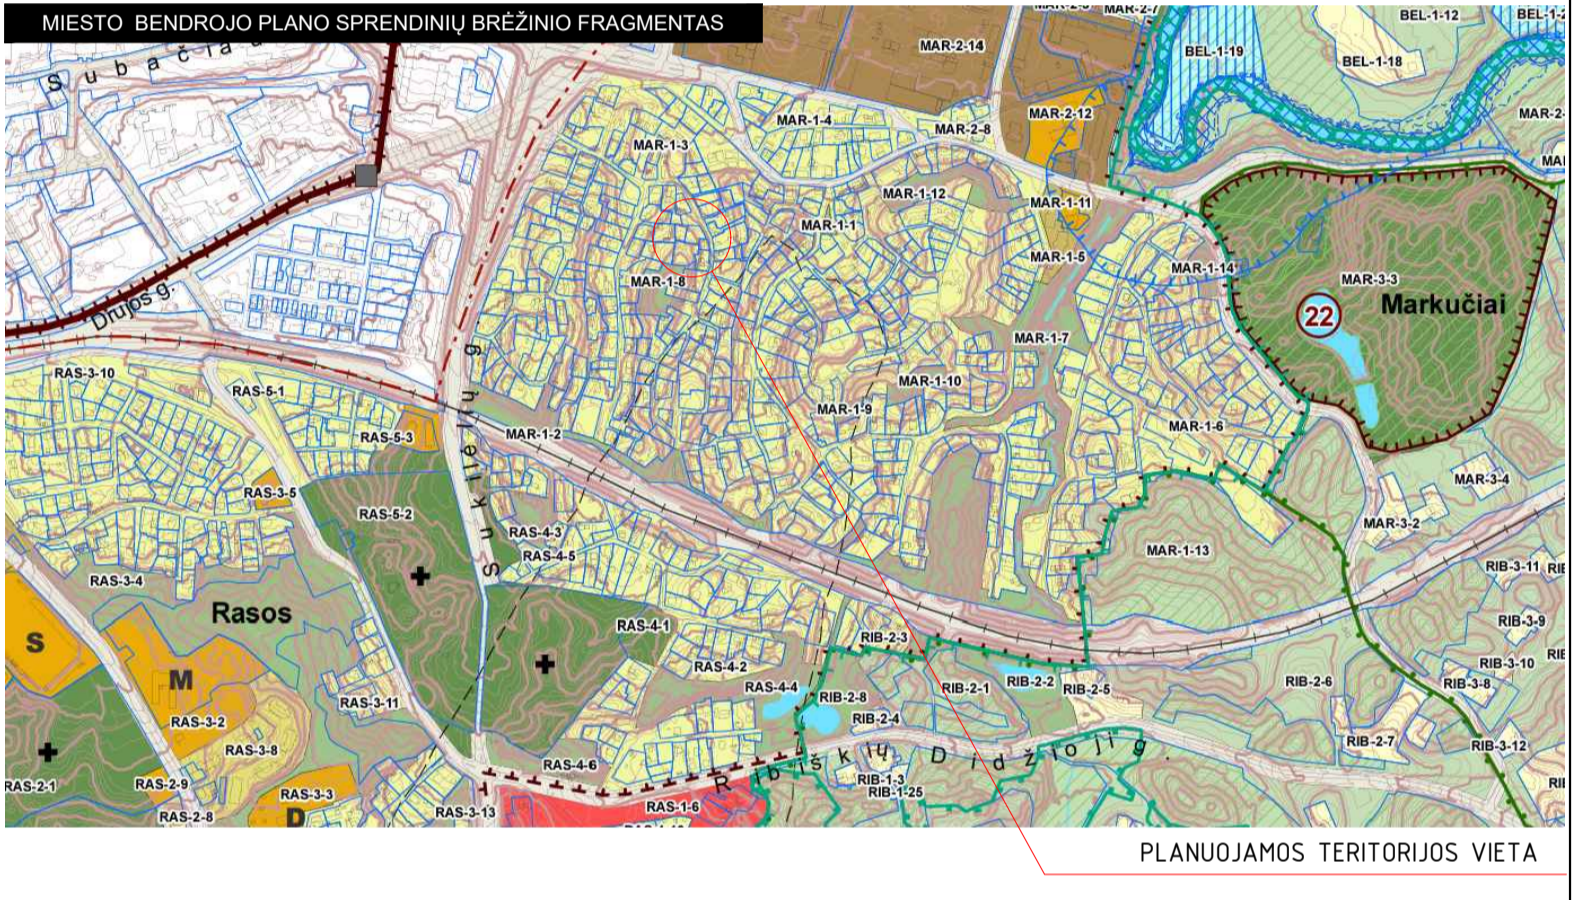 MIESTO BENDROJO PLANO SPRENDINIŲ BRĖŽINIO FRAGMENTAS
MAR-2-7
BEL-1-12
MAR-2-14
BEL-1-19
BEL-1-18
MAR-1-4
MAR-2-12
MAR-2-8
MAR-1-3
MAR-1-12
MAR-1-11
MAR-1-1
MAR-1-5
MAR-1-14
MAR-3-3
Markučiai
22
MAR-1-8
Drujos g.
MAR-1-7
RAS-3-10
RAS-5-1
MAR-1-10
MAR-1-9
RAS-5-3
MAR-1-2
MAR-1-6
Sukilėlių g
RAS-3-5
MAR-3-4
RAS-5-2
MAR-3-2
RAS-4-3
RAS-4-5
MAR-1-13
RAS-3-4
RIB-3-11
Rasos
RAS-4-1
RIB-3-9
S
RIB-2-3
RAS-4-2
RIB-3-10
M
RAS-4-4
RIB-2-8
RIB-2-1
RIB-2-2
RIB-2-5
RIB-2-6
RIB-3-8
RAS-3-11
RAS-3-2
RIB-2-4
RAS-3-8
RIB-2-7
RIB-3-12
Ribiškių Didžioji g.
RAS-4-6
RAS-2-1
RAS-2-9
RAS-3-3
RIB-1-3
RIB-1-25
RAS-1-6
RAS-3-13
RAS-2-8
D
PLANUOJAMOS TERITORIJOS VIETA